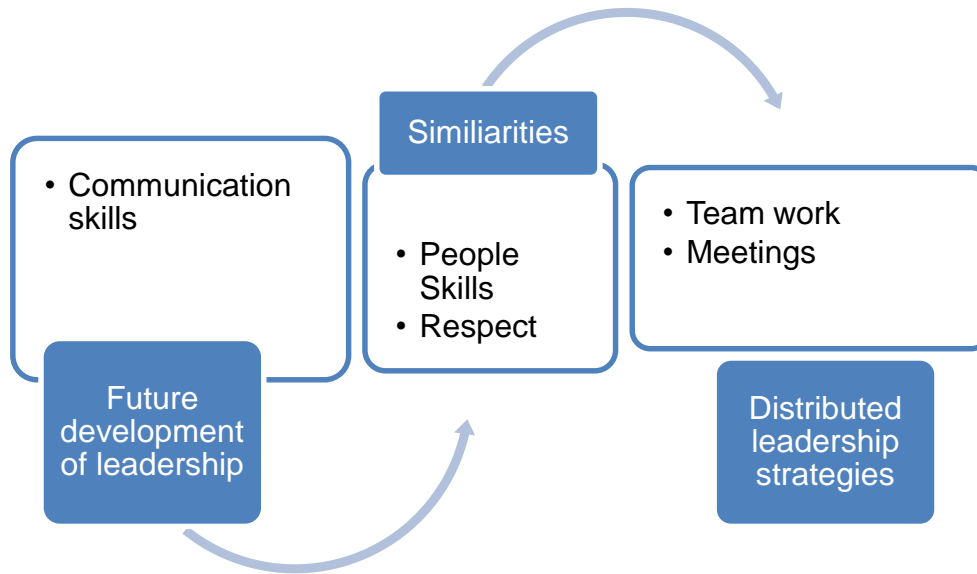 • Communication
skills
Future
development
of leadership
Similiarities
• People
Skills
• Respect
• Team work
• Meetings
Distributed
leadership
strategies